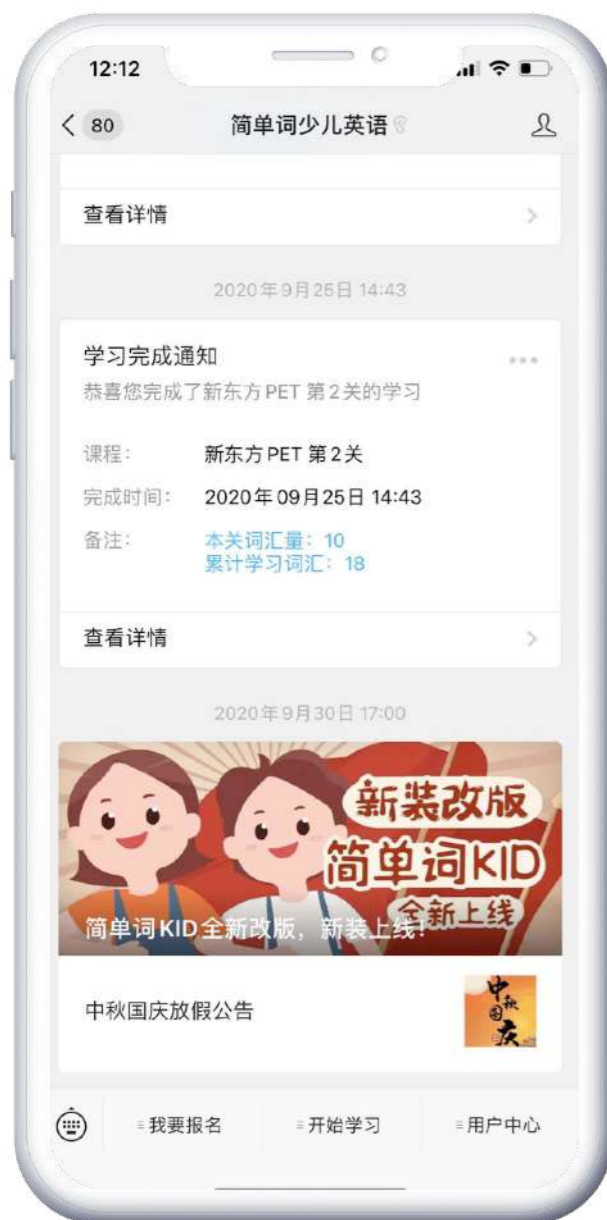 12:12
80
简单词少儿英语
查看详情
2020年9月25日 14:43
学习完成通知
恭喜您完成了新东方PET 第2关的学习
课程: 新东方PET 第2关
完成时间: 2020年09月25日 14:43
备注: 本关词汇量: 10
累计学习词汇: 18
查看详情
2020年9月30日 17:00
新装改版
简单词KID
全新上线
简单词KID全新改版，新装上线!
中秋国庆放假公告
中秋
国庆
我要报名
开始学习
用户中心